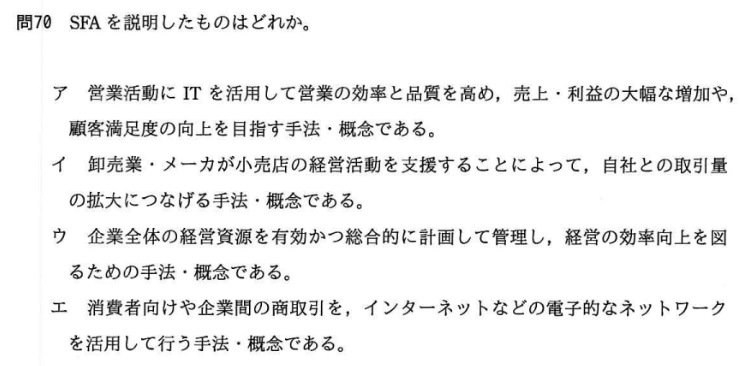 問70 SFA を説明したものはどれか。
ア 営業活動に IT を活用して営業の効率と品質を高め，売上・利益の大幅な増加や，
顧客満足度の向上を目指す手法・概念である。
イ 卸売業・メーカが小売店の経営活動を支援することによって，自社との取引量
の拡大につなげる手法・概念である。
ウ 企業全体の経営資源を有効かつ総合的に計画して管理し，経営の効率向上を図
るための手法・概念である。
エ 消費者向けや企業間の商取引を，インターネットなどの電子的なネットワーク
を活用して行う手法・概念である。